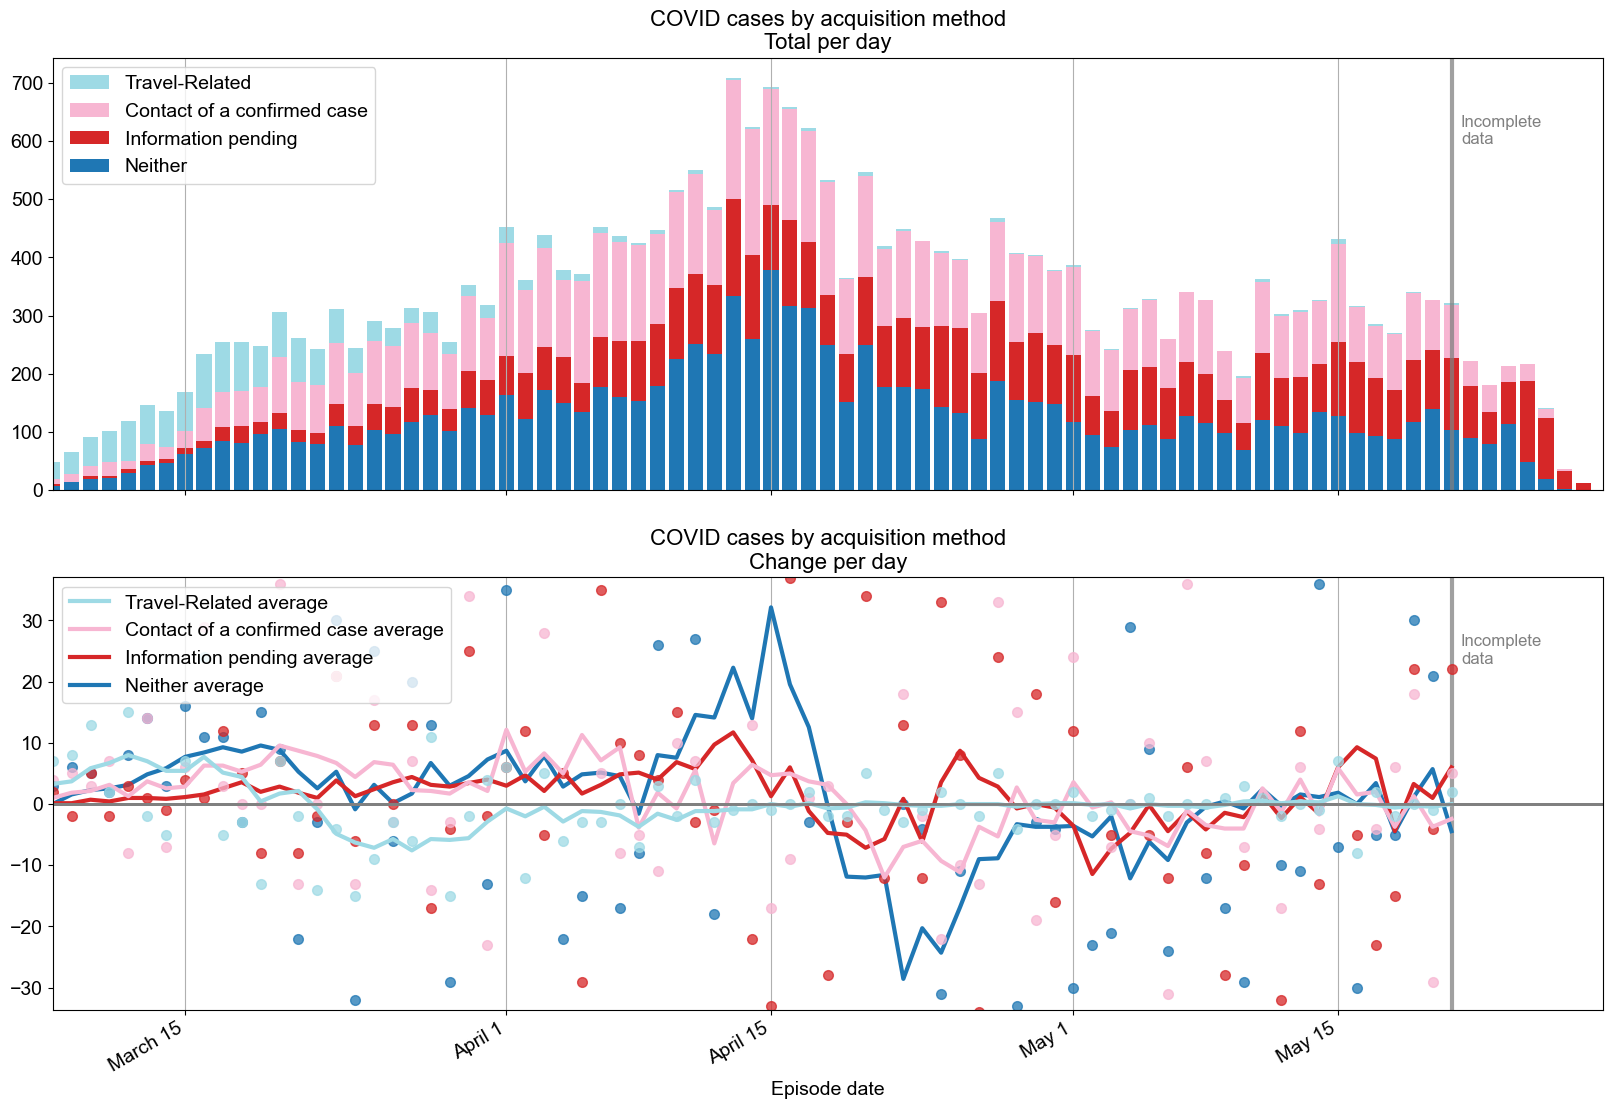 COVID cases by acquisition method
Total per day
700
600
500
400
300
200
100
0
Travel-Related
Contact of a confirmed case
Information pending
Neither
Incomplete
data
COVID cases by acquisition method
Change per day
30
20
10
0
−10
−20
−30
Travel-Related average
Contact of a confirmed case average
Information pending average
Neither average
Incomplete
data
March 15
April 1
April 15
May 1
May 15
Episode date